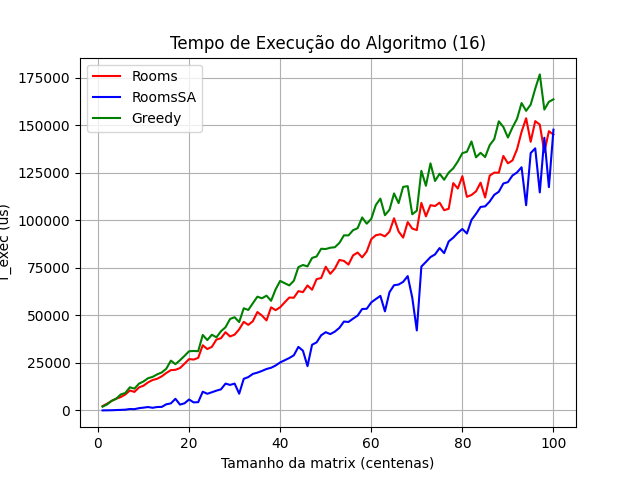 Tempo de Execução do Algoritmo (16)
Rooms
RoomsSA
Greedy
175000
150000
125000
100000
75000
50000
25000
0
T_exec (us)
0 20 40 60 80 100
Tamanho da matrix (centenas)